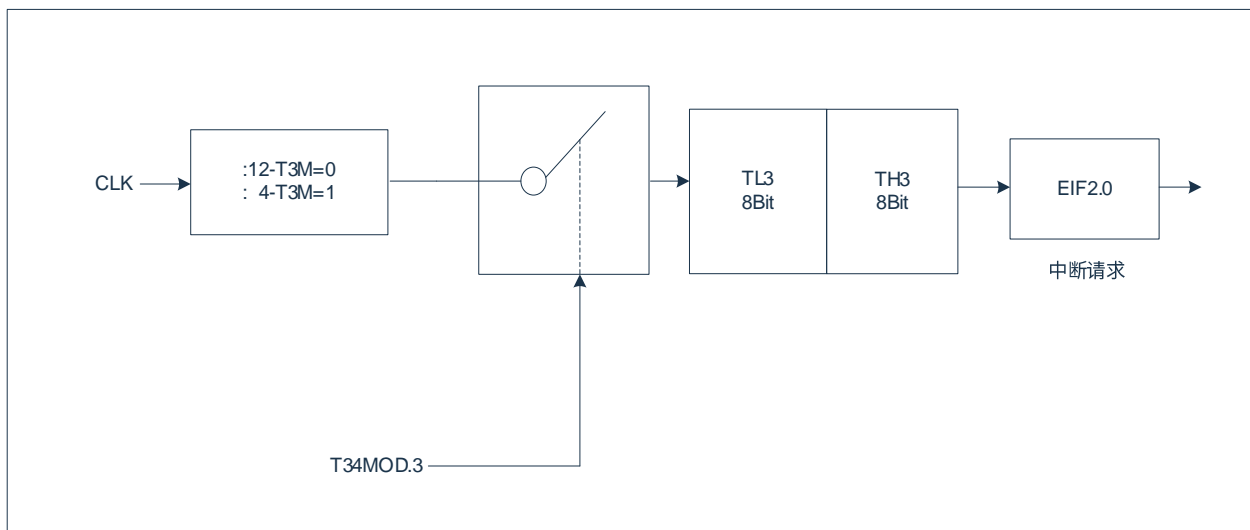 CLK
:12-T3M=0
: 4-T3M=1
TL3
8Bit
TH3
8Bit
EIF2.0
中断请求
T34MOD.3